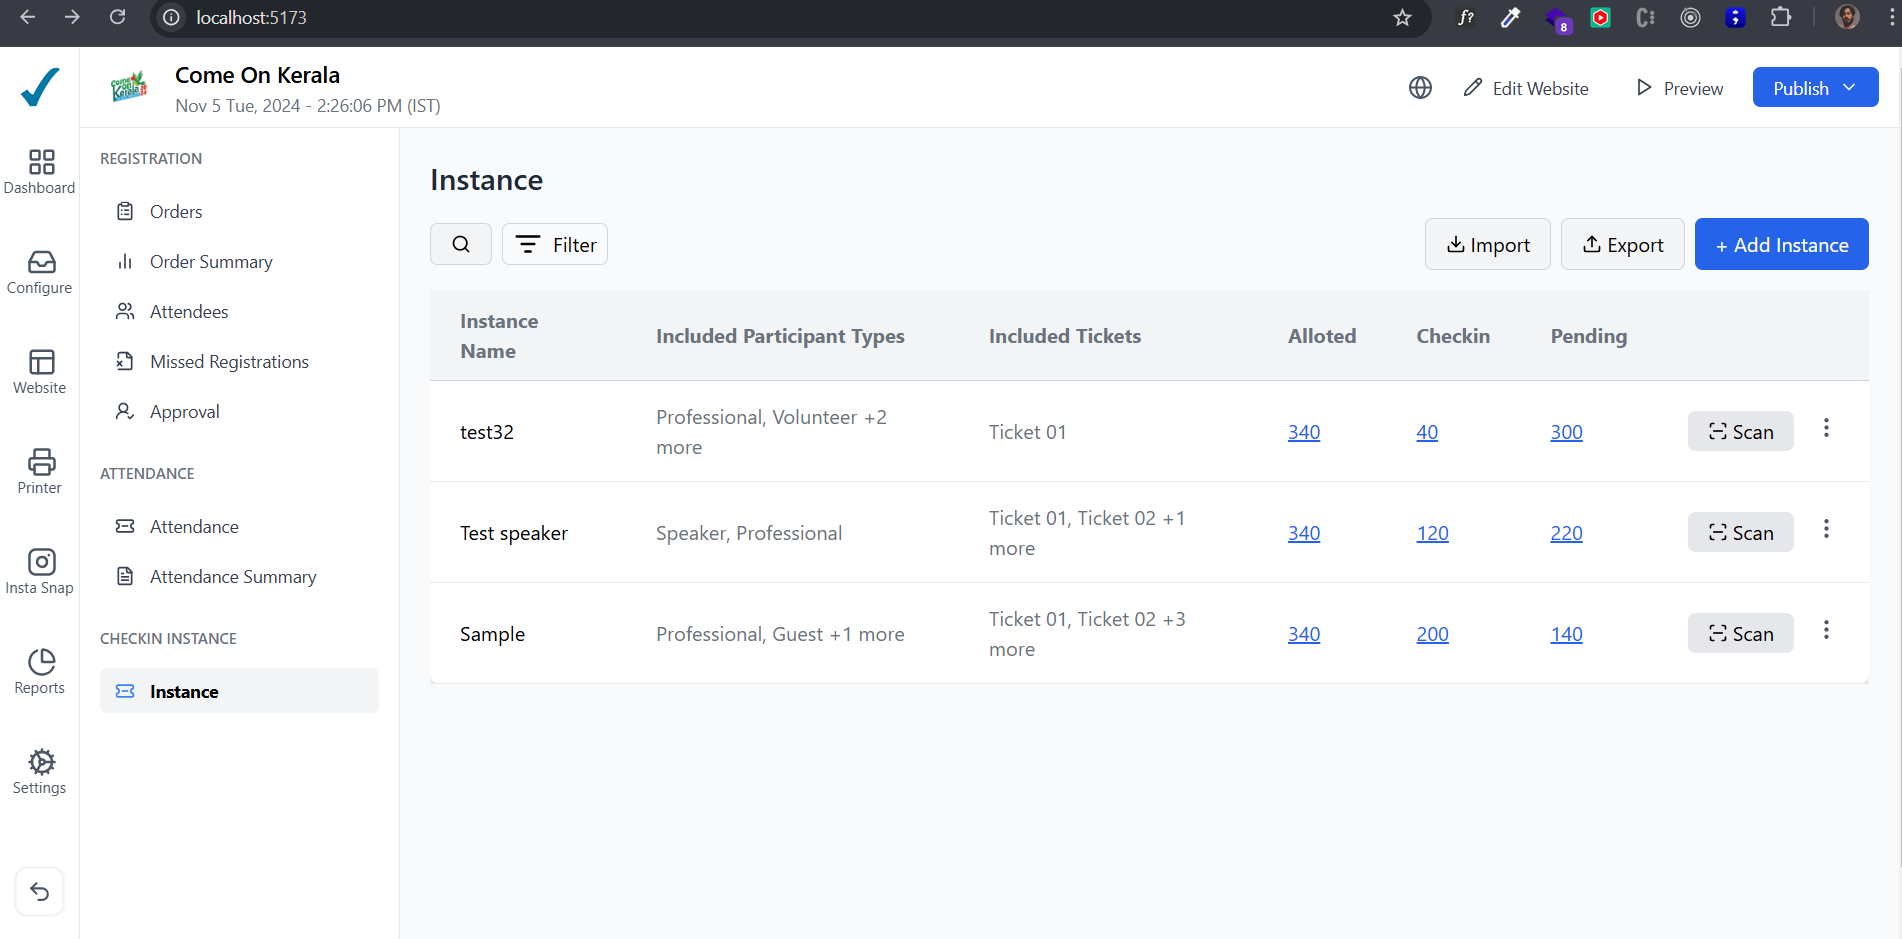 localhost:5173
f?
8
Come On Kerala
Nov 5 Tue, 2024 - 2:26:06 PM (IST)
Edit Website
Preview
Publish
Dashboard
Configure
Website
Printer
Insta Snap
Reports
Settings
REGISTRATION
Orders
Order Summary
Attendees
Missed Registrations
Approval
ATTENDANCE
Attendance
Attendance Summary
CHECKIN INSTANCE
Instance
Instance
Filter
Import
Export
+ Add Instance
Instance
Name
Included Participant Types
Included Tickets
Alloted
Checkin
Pending
test32
Professional, Volunteer +2
more
Ticket 01
340
40
300
Scan
Test speaker
Speaker, Professional
Ticket 01, Ticket 02 +1
more
340
120
220
Scan
Sample
Professional, Guest +1 more
Ticket 01, Ticket 02 +3
more
340
200
140
Scan